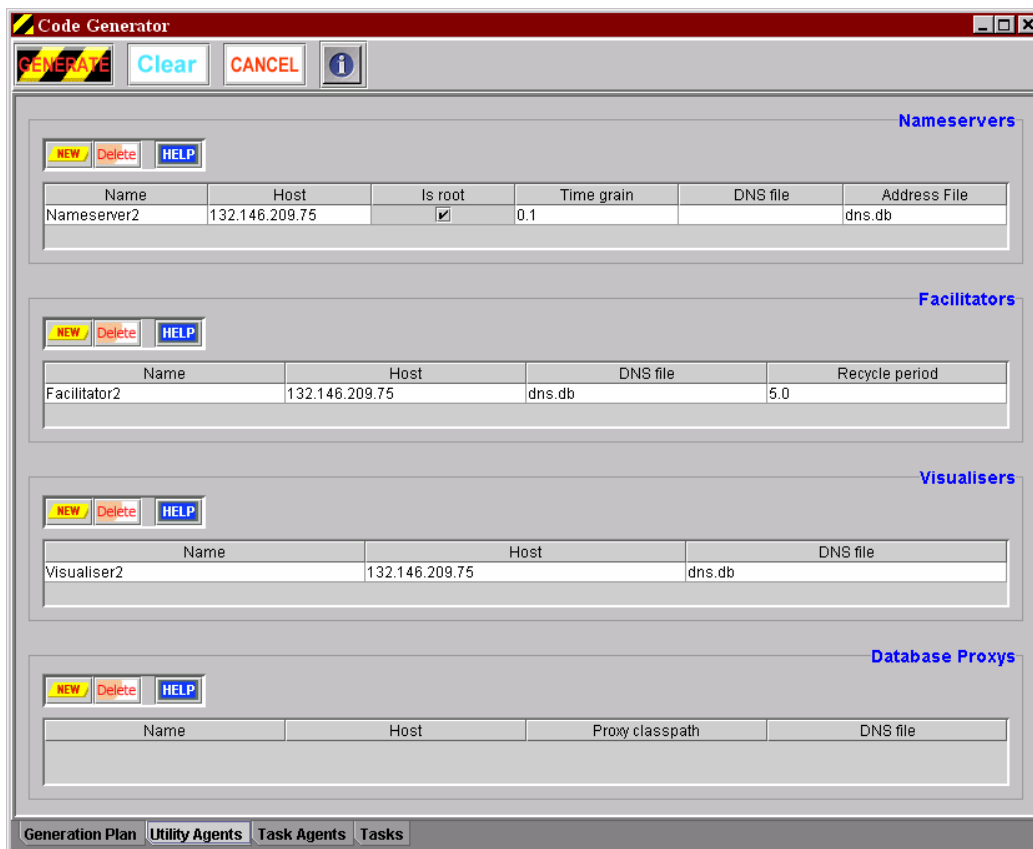 Code Generator
GENERATE Clear CANCEL i
Nameservers
NEW Delete HELP
Name Host Is root Time grain DNS file Address File
Nameserver2 132.146.209.75 0.1 dns.db
Facilitators
NEW Delete HELP
Name Host DNS file Recycle period
Facilitator2 132.146.209.75 dns.db 5.0
Visualisers
NEW Delete HELP
Name Host DNS file
Visualiser2 132.146.209.75 dns.db
Database Proxys
NEW Delete HELP
Name Host Proxy classpath DNS file
Generation Plan Utility Agents Task Agents Tasks